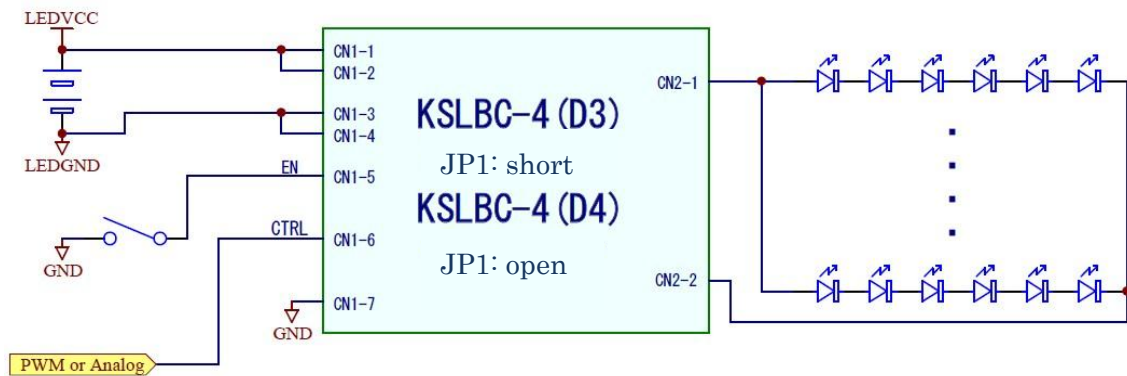 LEDVCC
CN1-1
CN1-2
CN2-1
CN1-3
CN1-4
KSLBC-4(D3)
LEDGND
JP1: short
EN
CN1-5
KSLBC-4(D4)
CTRL
CN1-6
GND
JP1: open
CN2-2
CN1-7
GND
PWM or Analog